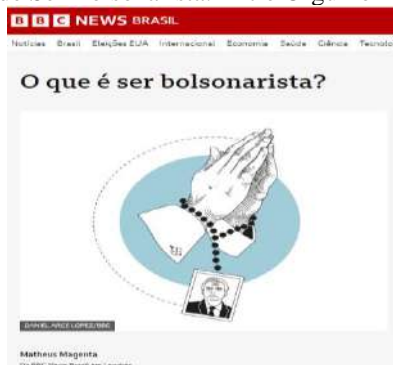 BBC NEWS BRASIL
Notícias Brasil Eleições EUA Internacional Economia Saúde Ciência Tecnolo
O que é ser bolsonarista?
DANIEL ARCE LOPEZ/BBC
Matheus Magenta